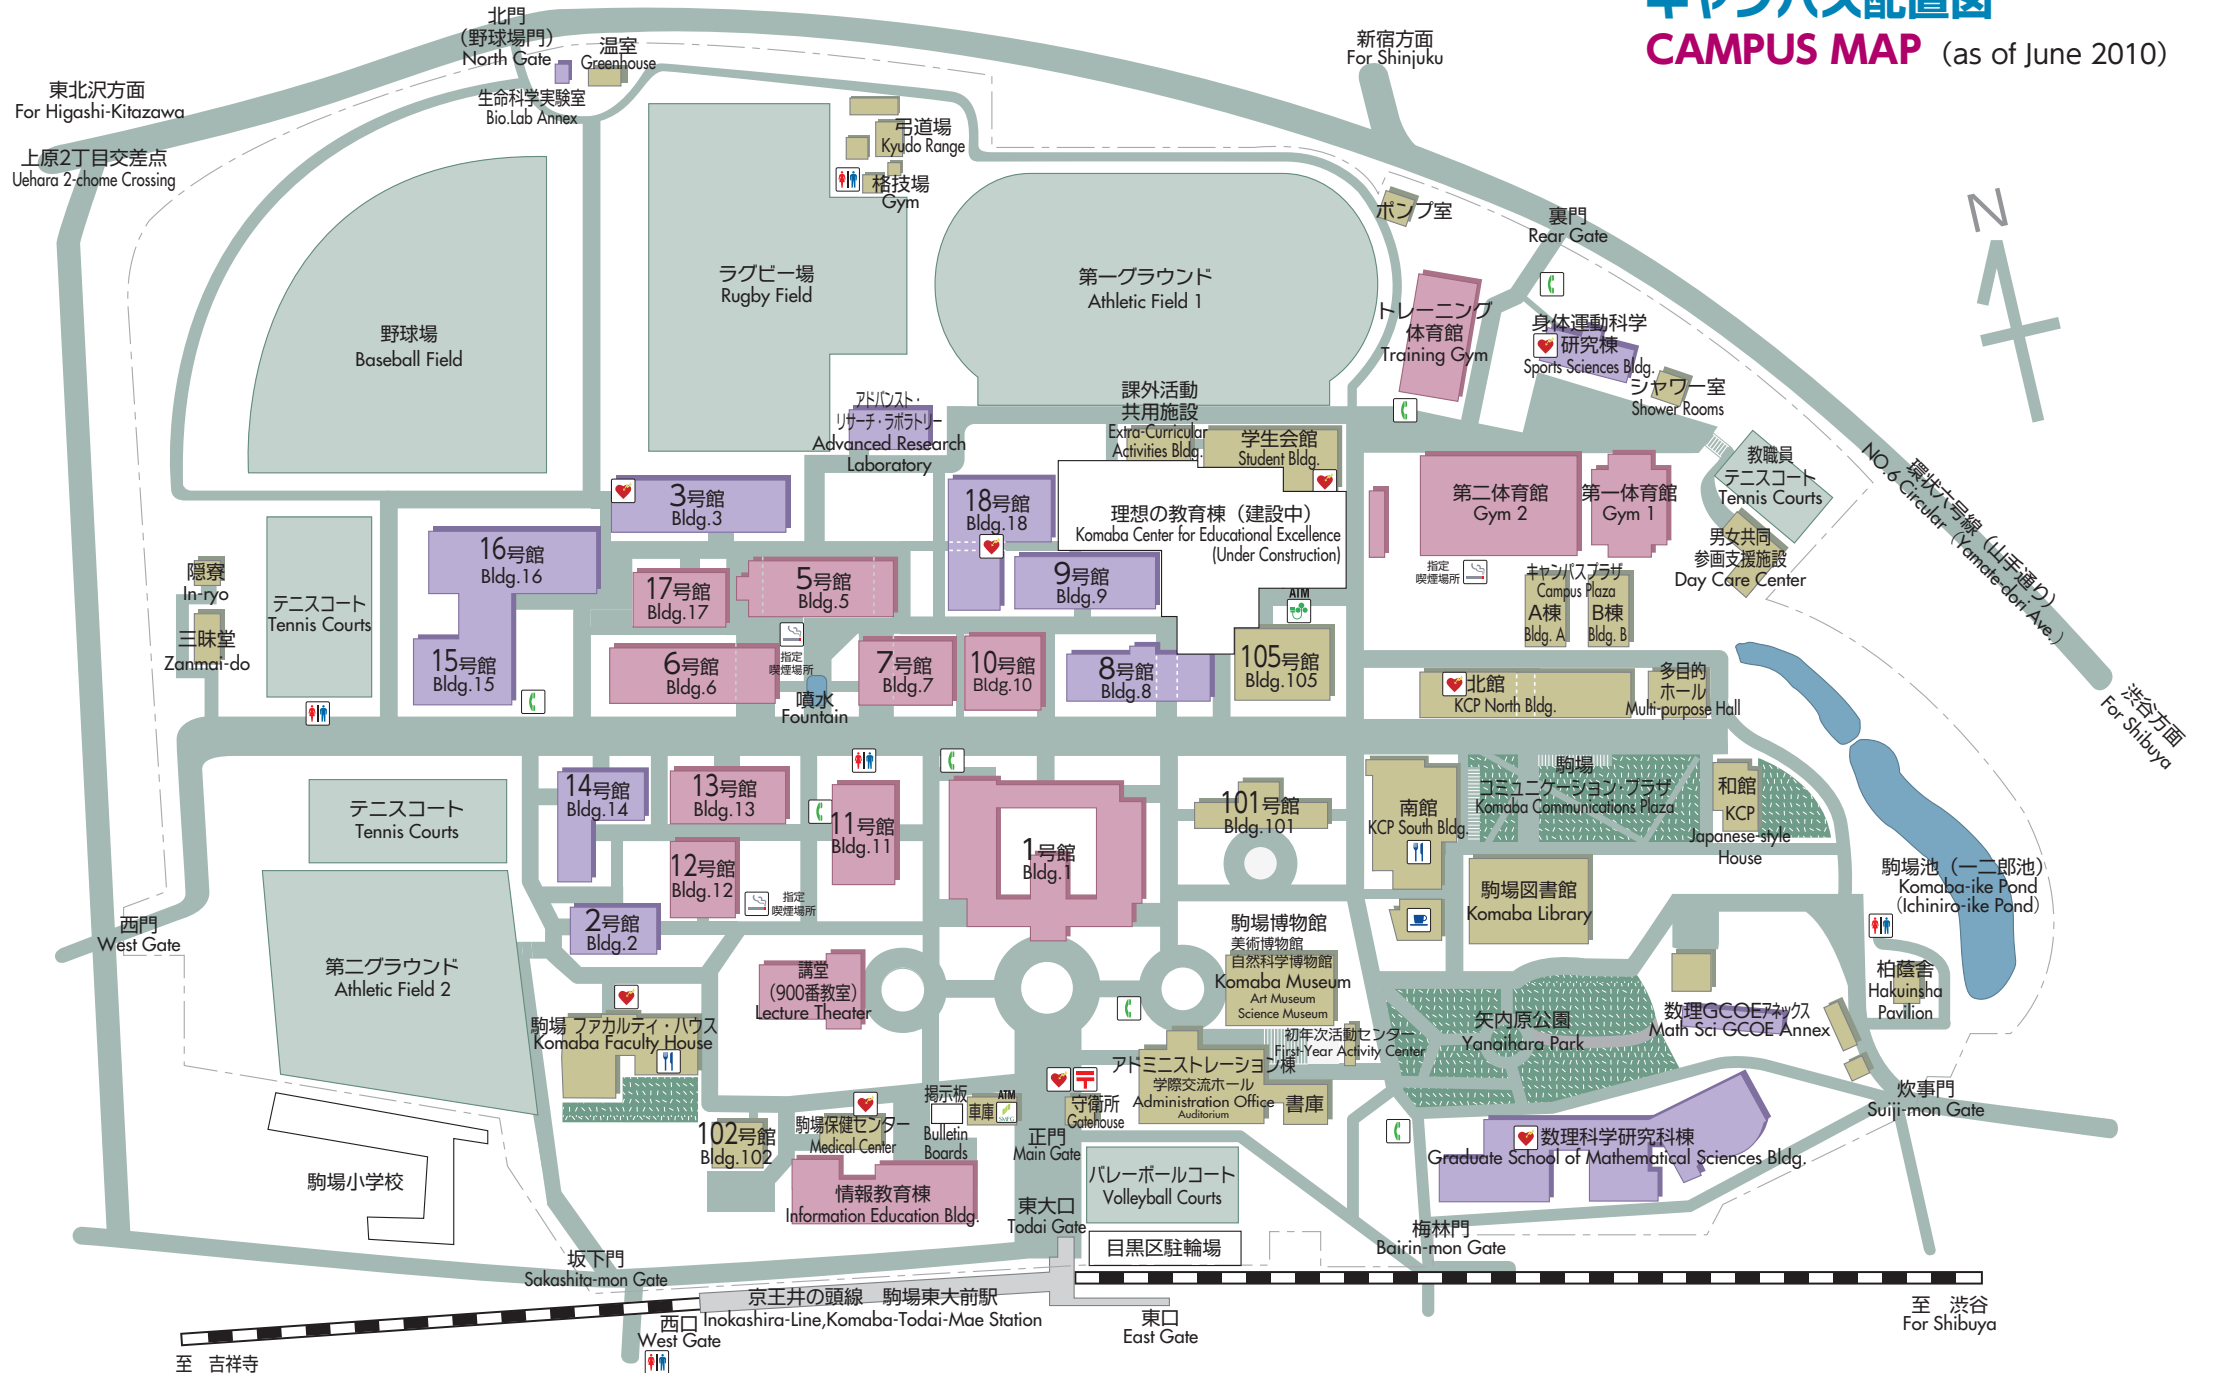 キャンパス配置図
CAMPUS MAP (as of June 2010)
北門
(野球場門)
North Gate
温室
Greenhouse
生命科学実験室
Bio.Lab Annex
東北沢方面
For Higashi-Kitazawa
上原2丁目交差点
Uehara 2-chome Crossing
新宿方面
For Shinjuku
弓道場
Kyudo Range
格技場
Gym
ポンプ室
裏門
Rear Gate
N
野球場
Baseball Field
ラグビー場
Rugby Field
第一グラウンド
Athletic Field 1
トレーニング
体育館
Training Gym
身体運動科学
研究棟
Sports Sciences Bldg.
シャワー室
Shower Rooms
アドバンスト・
リサーチ・ラボラトリー
Advanced Research
Laboratory
課外活動
共用施設
Extra-Curricular
Activities Bldg.
学生会館
Student Bldg.
教職員
テニスコート
Tennis Courts
環状六号線(山手通り)
NO.6 Circular (Yamate-dori Ave.)
3号館
Bldg.3
18号館
Bldg.18
理想の教育棟(建設中)
Komaba Center for Educational Excellence
(Under Construction)
第二体育館
Gym 2
第一体育館
Gym 1
男女共同
参画支援施設
Day Care Center
16号館
Bldg.16
17号館
Bldg.17
5号館
Bldg.5
9号館
Bldg.9
ATM
指定
喫煙場所
キャンパスプラザ
Campus Plaza
A棟
Bldg. A
B棟
Bldg. B
隠寮
In-ryo
三昧堂
Zanmai-do
テニスコート
Tennis Courts
15号館
Bldg.15
6号館
Bldg.6
指定
喫煙場所
噴水
Fountain
7号館
Bldg.7
10号館
Bldg.10
8号館
Bldg.8
105号館
Bldg.105
北館
KCP North Bldg.
多目的
ホール
Multi-purpose Hall
渋谷方面
For Shibuya
テニスコート
Tennis Courts
14号館
Bldg.14
13号館
Bldg.13
11号館
Bldg.11
12号館
Bldg.12
指定
喫煙場所
1号館
Bldg.1
101号館
Bldg.101
南館
KCP South Bldg.
駒場
コミュニケーション・プラザ
Komaba Communications Plaza
和館
KCP
Japanese-style
House
駒場図書館
Komaba Library
駒場池(一二郎池)
Komaba-ike Pond
(Ichiniro-ike Pond)
西門
West Gate
2号館
Bldg.2
第二グラウンド
Athletic Field 2
講堂
(900番教室)
Lecture Theater
駒場博物館
美術博物館
自然科学博物館
Komaba Museum
Art Museum
Science Museum
柏蔭舎
Hakuinsha
Pavilion
数理GCOEアネックス
Math Sci GCOE Annex
矢内原公園
Yanaihara Park
駒場 ファカルティ・ハウス
Komaba Faculty House
初年次活動センター
First-Year Activity Center
アドミニストレーション棟
学際交流ホール
Administration Office
Auditorium
書庫
掲示板
Bulletin
Boards
車庫
ATM
SMFG
守衛所
Gatehouse
炊事門
Suiji-mon Gate
102号館
Bldg.102
駒場保健センター
Medical Center
正門
Main Gate
数理科学研究科棟
Graduate School of Mathematical Sciences Bldg.
駒場小学校
情報教育棟
Information Education Bldg.
バレーボールコート
Volleyball Courts
東大口
Todai Gate
目黒区駐輪場
梅林門
Bairin-mon Gate
坂下門
Sakashita-mon Gate
京王井の頭線 駒場東大前駅
Inokashira-Line,Komaba-Todai-Mae Station
西口
West Gate
東口
East Gate
至 吉祥寺
至 渋谷
For Shibuya